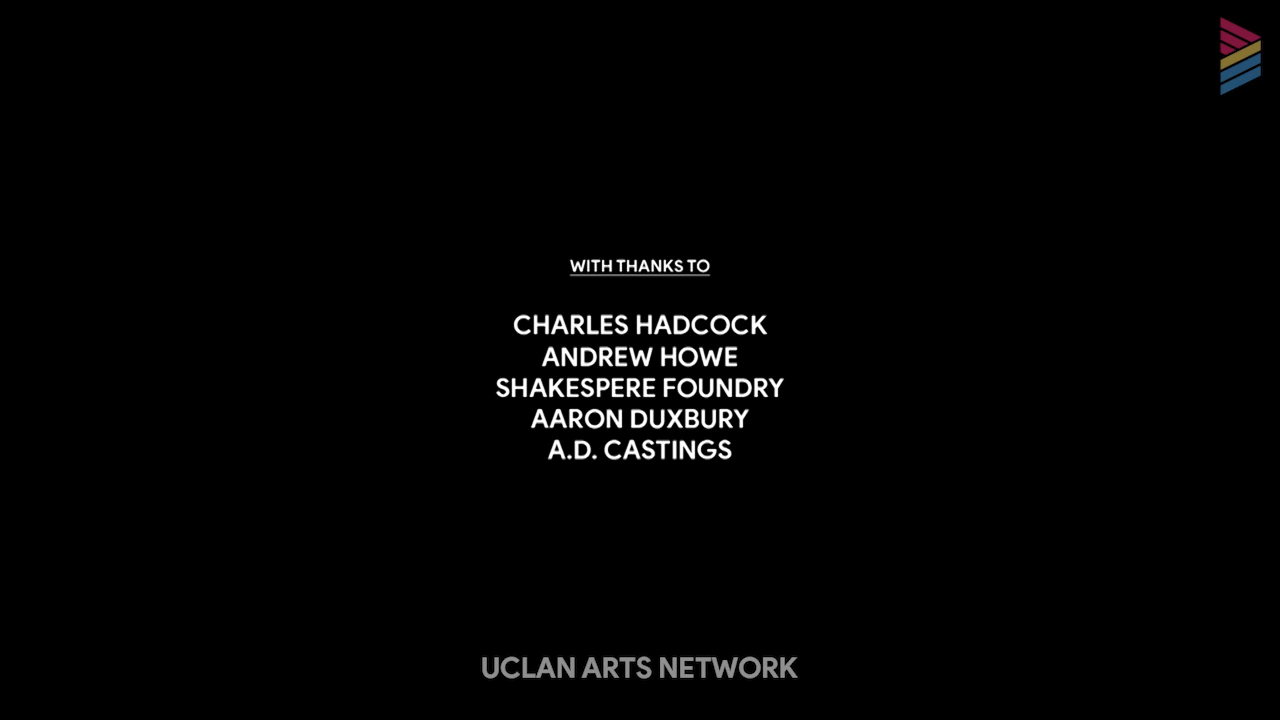 WITH THANKS TO
CHARLES HADCOCK
ANDREW HOWE
SHAKESPERE FOUNDRY
AARON DUXBURY
A.D. CASTINGS
UCLAN ARTS NETWORK